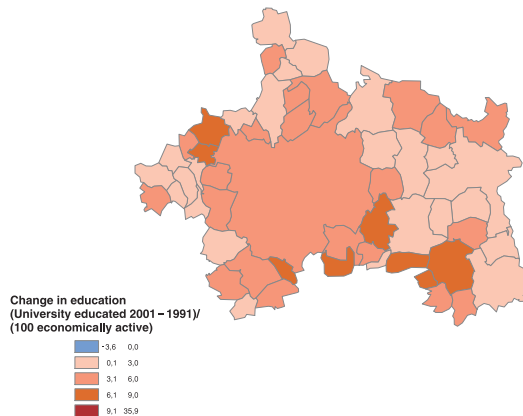 Change in education
(University educated 2001 – 1991)/
(100 economically active)
-3,6 0,0
0,1 3,0
3,1 6,0
6,1 9,0
9,1 35,9